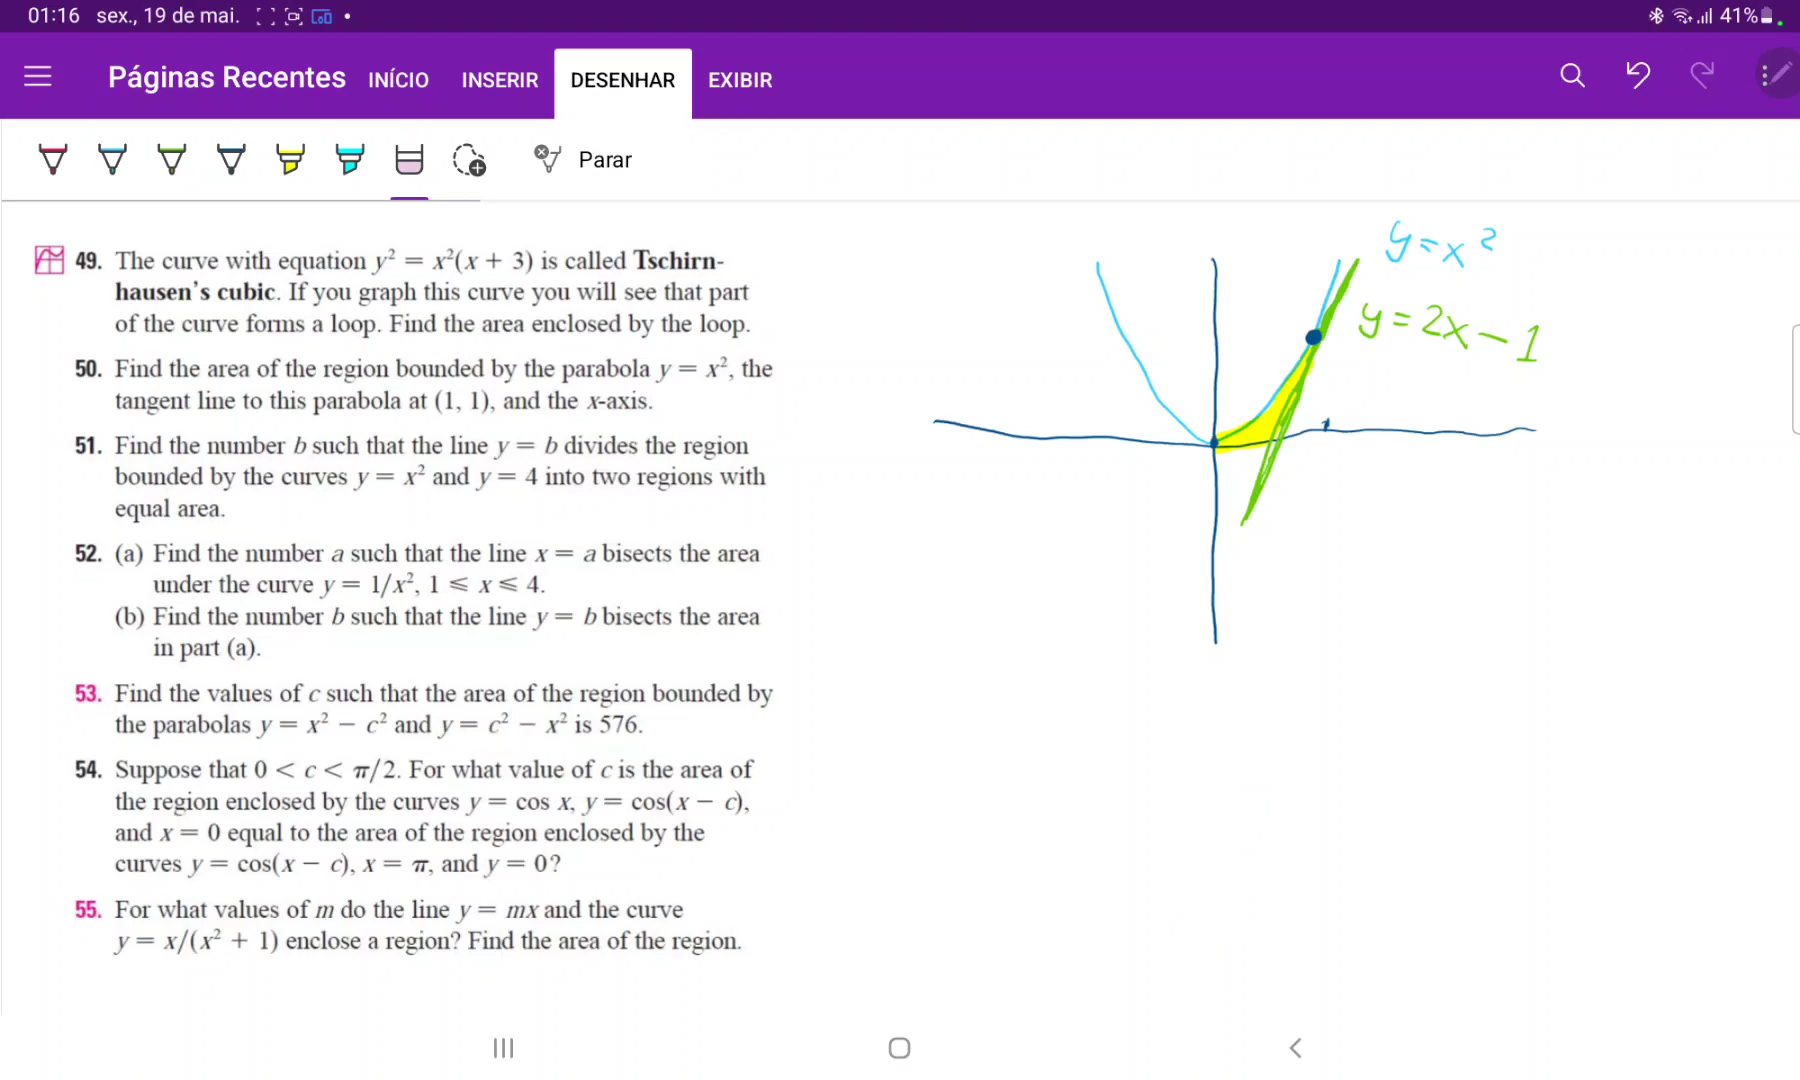 01:16 sex., 19 de mai.
41%
Páginas Recentes INÍCIO INSERIR DESENHAR EXIBIR
Parar
49. The curve with equation y² = x²(x + 3) is called Tschirn-
hausen's cubic. If you graph this curve you will see that part
of the curve forms a loop. Find the area enclosed by the loop.
50. Find the area of the region bounded by the parabola y = x², the
tangent line to this parabola at (1, 1), and the x-axis.
51. Find the number b such that the line y = b divides the region
bounded by the curves y = x² and y = 4 into two regions with
equal area.
52. (a) Find the number a such that the line x = a bisects the area
under the curve y = 1/x², 1 ⩽ x ⩽ 4.
(b) Find the number b such that the line y = b bisects the area
in part (a).
53. Find the values of c such that the area of the region bounded by
the parabolas y = x² − c² and y = c² − x² is 576.
54. Suppose that 0 < c < π/2. For what value of c is the area of
the region enclosed by the curves y = cos x, y = cos(x − c),
and x = 0 equal to the area of the region enclosed by the
curves y = cos(x − c), x = π, and y = 0?
55. For what values of m do the line y = mx and the curve
y = x/(x² + 1) enclose a region? Find the area of the region.
y = x²
y = 2x − 1
1